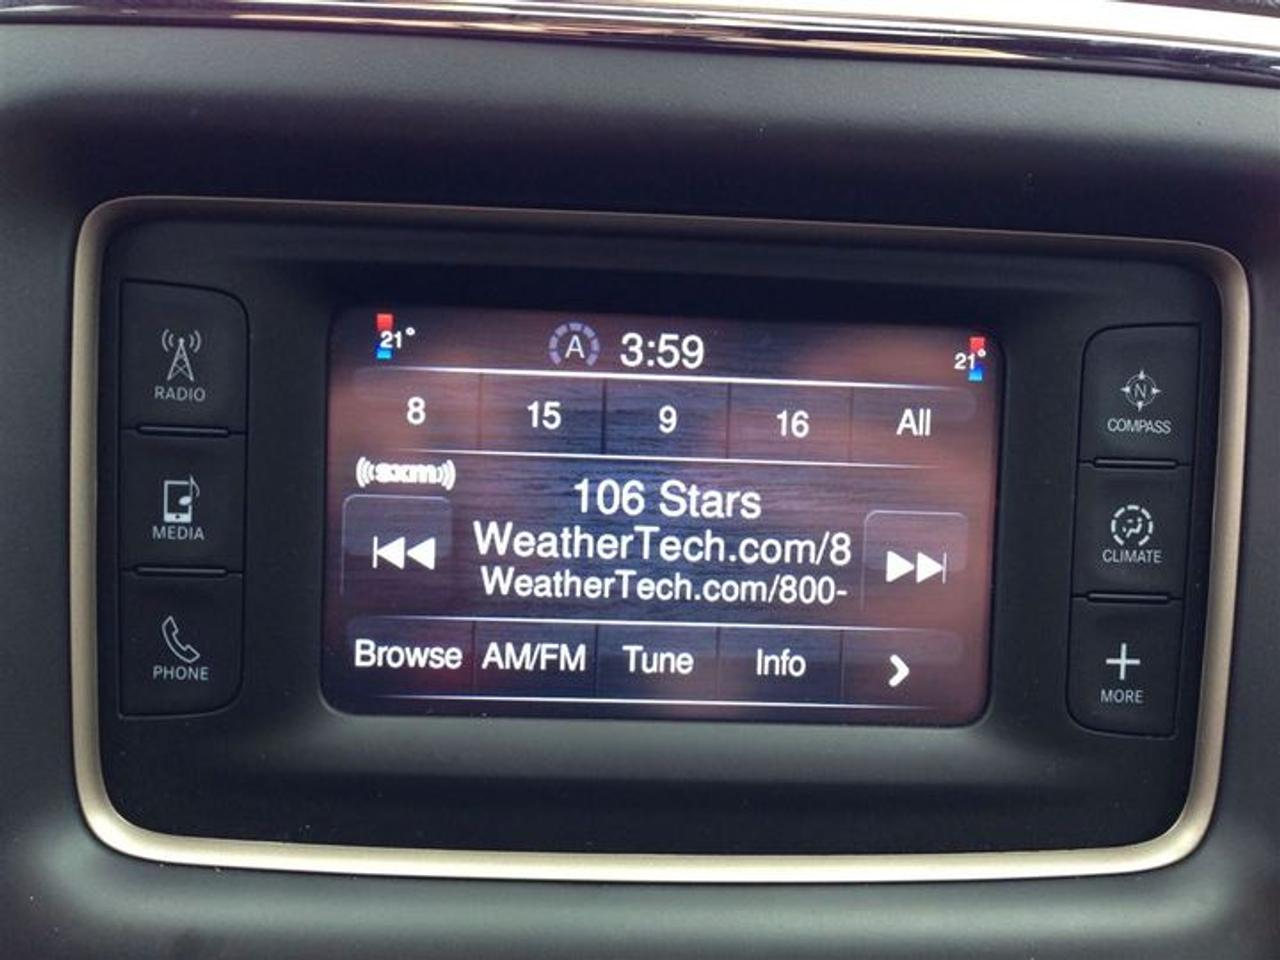 21° A 3:59 21°
8 15 9 16 All
((sxm))
106 Stars
WeatherTech.com/8
WeatherTech.com/800-
Browse AM/FM Tune Info
RADIO
MEDIA
PHONE
N
COMPASS
CLIMATE
MORE